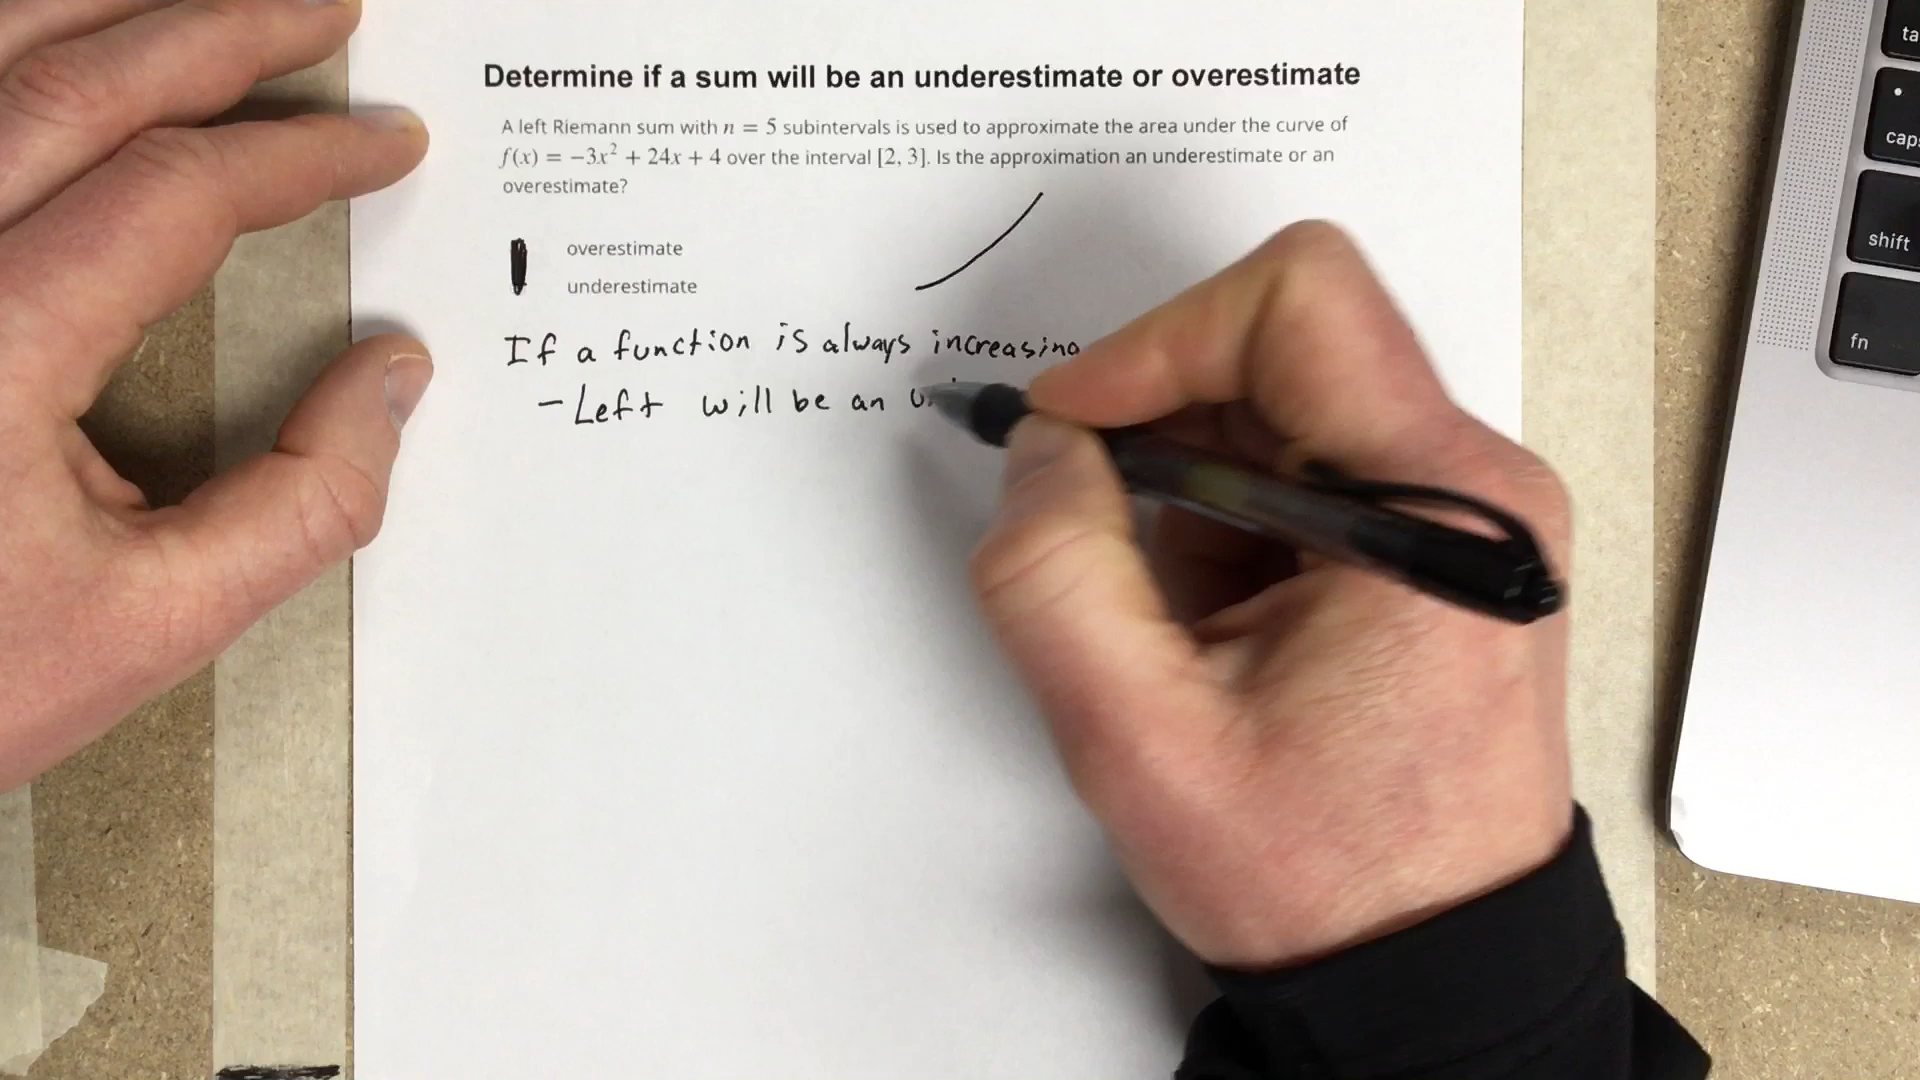 Determine if a sum will be an underestimate or overestimate
A left Riemann sum with n = 5 subintervals is used to approximate the area under the curve of
f(x) = −3x² + 24x + 4 over the interval [2, 3]. Is the approximation an underestimate or an
overestimate?
overestimate
underestimate
If a function is always increasing
- Left will be an
ta
caps
shift
fn